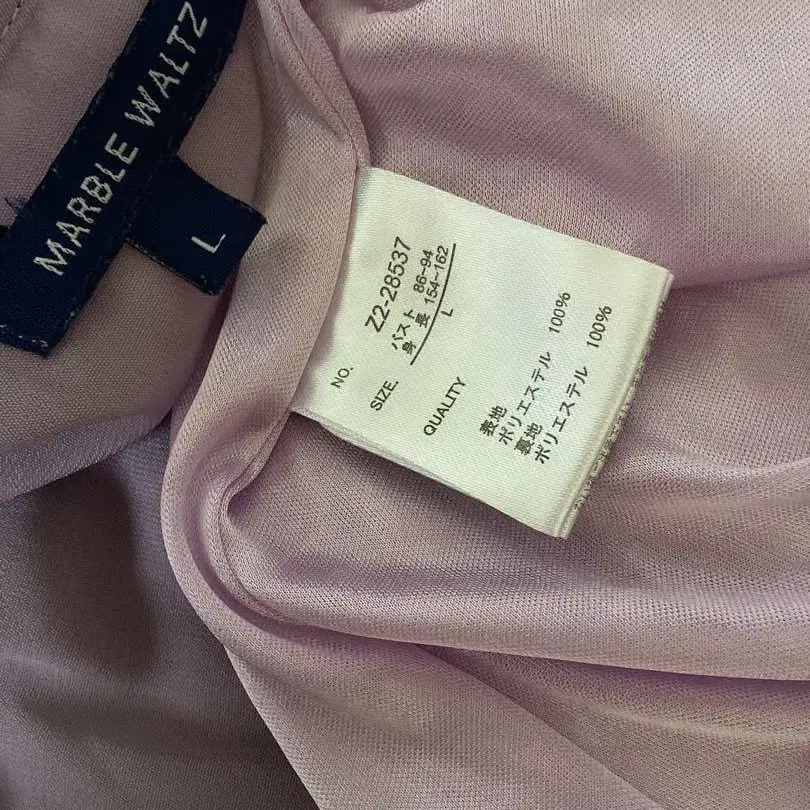 MARBLE WALTZ
L
NO. Z2-28537
SIZE. バスト 86~94
身 長 154~162
L
QUALITY
表地
ポリエステル 100%
裏地
ポリエステル 100%